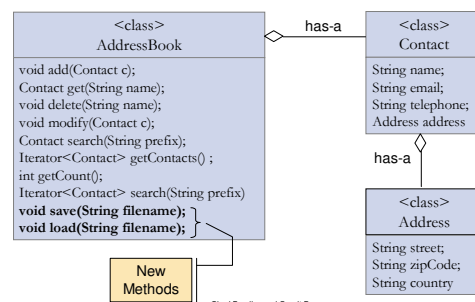 <class>
AddressBook
void add(Contact c);
Contact get(String name);
void delete(String name);
void modify(Contact c);
Contact search(String prefix);
Iterator<Contact> getContacts() ;
int getCount();
Iterator<Contact> search(String prefix)
void save(String filename);
void load(String filename);
has-a
<class>
Contact
String name;
String email;
String telephone;
Address address
has-a
<class>
Address
String street;
String zipCode;
String country
New
Methods